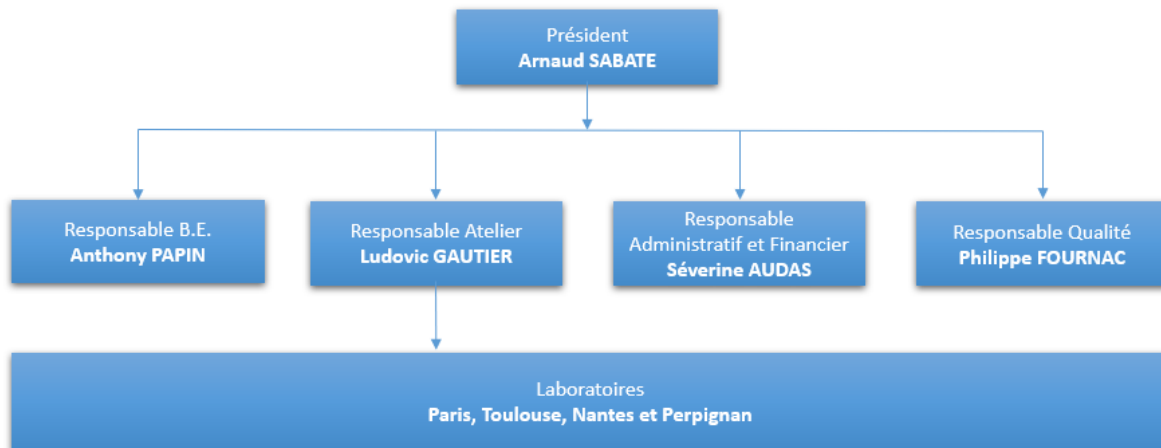 Président
Arnaud SABATE
Responsable B.E.
Anthony PAPIN
Responsable Atelier
Ludovic GAUTIER
Responsable
Administratif et Financier
Séverine AUDAS
Responsable Qualité
Philippe FOURNAC
Laboratoires
Paris, Toulouse, Nantes et Perpignan